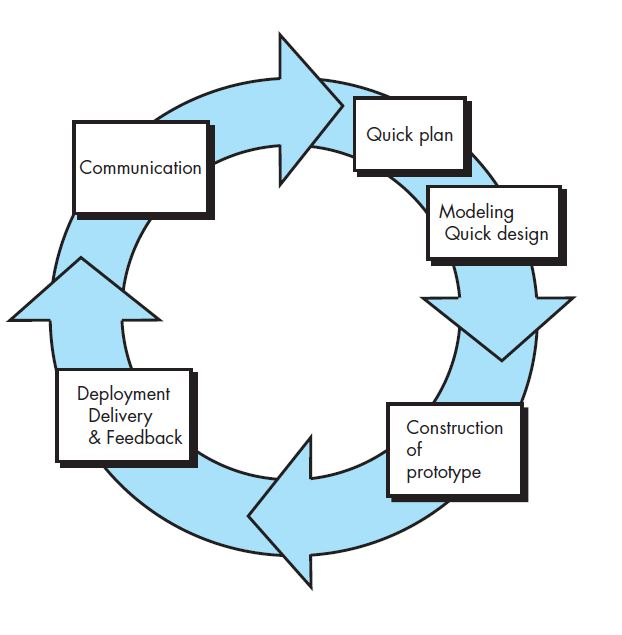 Communication
Quick plan
Modeling
Quick design
Construction
of
prototype
Deployment
Delivery
& Feedback